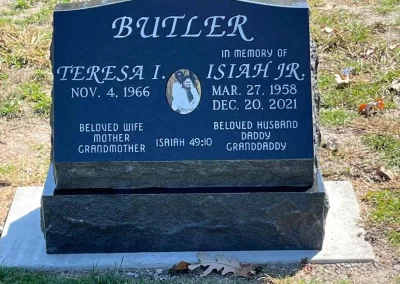 BUTLER
IN MEMORY OF
TERESA I. ISIAH JR.
NOV. 4, 1966 MAR. 27, 1958
DEC. 20, 2021
BELOVED WIFE BELOVED HUSBAND
MOTHER DADDY
GRANDMOTHER ISAIAH 49:10 GRANDDADDY